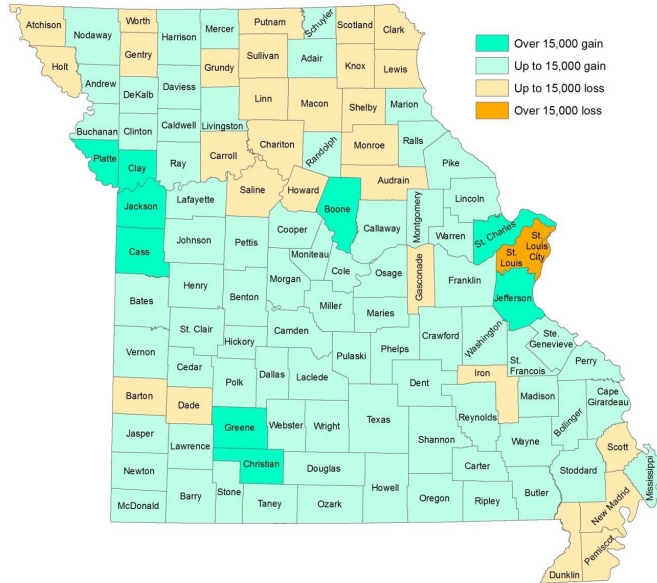 Atchison
Nodaway
Worth
Harrison
Mercer
Putnam
Schuyler
Scotland
Clark
Over 15,000 gain
Up to 15,000 gain
Up to 15,000 loss
Over 15,000 loss
Holt
Gentry
Sullivan
Adair
Knox
Lewis
Andrew
DeKalb
Daviess
Grundy
Linn
Macon
Shelby
Marion
Buchanan
Clinton
Caldwell
Livingston
Chariton
Randolph
Monroe
Ralls
Platte
Clay
Ray
Carroll
Saline
Howard
Boone
Audrain
Pike
Jackson
Lafayette
Cooper
Callaway
Montgomery
Lincoln
Warren
St. Charles
Cass
Johnson
Pettis
Moniteau
Cole
Osage
Gasconade
Franklin
St.
Louis
St.
Louis
City
Jefferson
Bates
Henry
Benton
Morgan
Miller
Maries
Vernon
St. Clair
Hickory
Camden
Pulaski
Phelps
Crawford
Washington
St.
Francois
Ste.
Genevieve
Perry
Cedar
Polk
Dallas
Laclede
Dent
Iron
Madison
Bollinger
Cape
Girardeau
Barton
Dade
Greene
Webster
Wright
Texas
Reynolds
Jasper
Lawrence
Christian
Douglas
Shannon
Wayne
Scott
Mississippi
Newton
Howell
Carter
Stoddard
McDonald
Barry
Stone
Taney
Ozark
Oregon
Ripley
Butler
New Madrid
Dunklin
Pemiscot